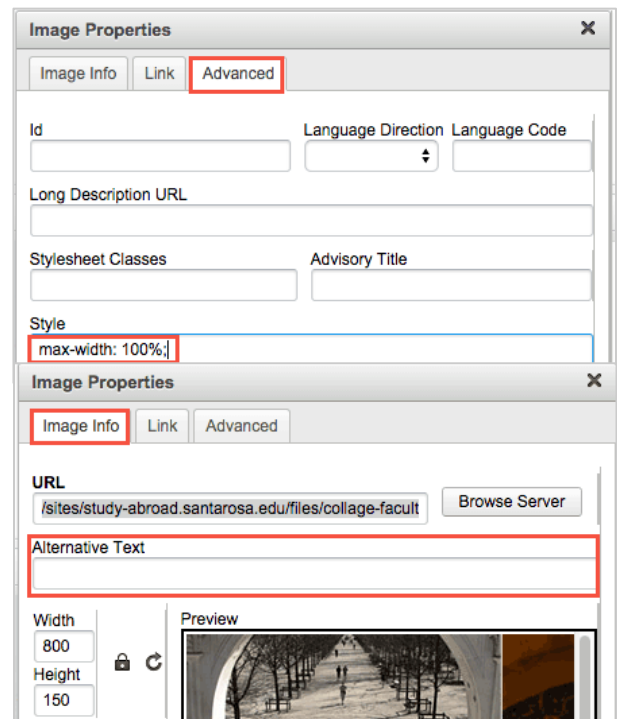 Image Properties
Image Info Link Advanced
Id Language Direction Language Code
Long Description URL
Stylesheet Classes Advisory Title
Style
max-width: 100%;
Image Properties
Image Info Link Advanced
URL
/sites/study-abroad.santarosa.edu/files/collage-facult Browse Server
Alternative Text
Width Preview
800
Height
150